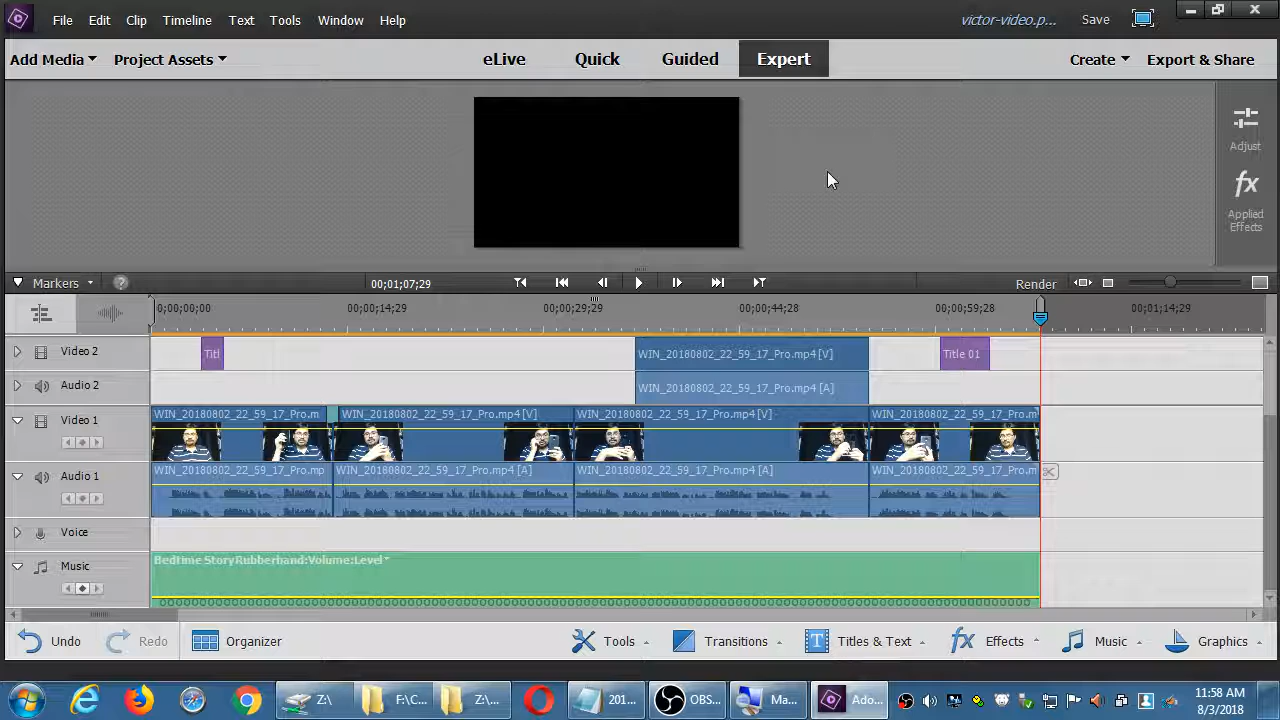 File Edit Clip Timeline Text Tools Window Help victor-video.p... Save
Add Media Project Assets eLive Quick Guided Expert Create Export & Share
Adjust
fx
Applied
Effects
Markers ? 00;01;07;29 Render
0;00;00;00 00;00;14;29 00;00;29;29 00;00;44;28 00;00;59;28 00;01;14;29
Video 2 Titl WIN_20180802_22_59_17_Pro.mp4 [V] Title 01
Audio 2 WIN_20180802_22_59_17_Pro.mp4 [A]
Video 1 WIN_20180802_22_59_17_Pro.m WIN_20180802_22_59_17_Pro.mp4 [V] WIN_20180802_22_59_17_Pro.mp4 [V] WIN_20180802_22_59_17_Pro.m
Audio 1 WIN_20180802_22_59_17_Pro.mp WIN_20180802_22_59_17_Pro.mp4 [A] WIN_20180802_22_59_17_Pro.mp4 [A] WIN_20180802_22_59_17_Pro.m
Voice
Music BedTime StoryRubberband:Volume:Level
Undo Redo Organizer Tools T Titles & Text Transitions fx Effects Music Graphics
Z:\ F:\C... Z:\... 201... OBS... Ma... Ado... 11:58 AM
8/3/2018